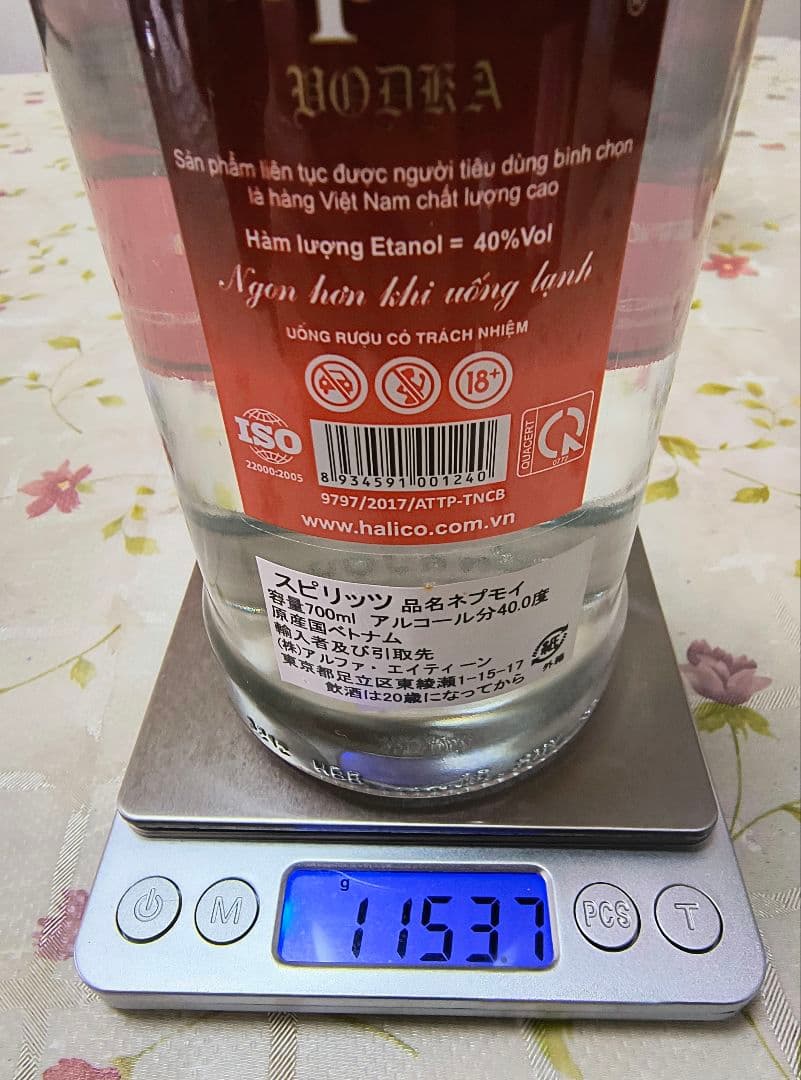 VODKA
Sản phẩm liên tục được người tiêu dùng bình chọn
là hàng Việt Nam chất lượng cao
Hàm lượng Etanol = 40%Vol
Ngon hơn khi uống lạnh
UỐNG RƯỢU CÓ TRÁCH NHIỆM
18+
ISO
22000:2005
8 934591 001240
QUACERT
0772
9797/2017/ATTP-TNCB
www.halico.com.vn
スピリッツ 品名ネプモイ
容量700ml アルコール分40.0度
原産国ベトナム
輸入者及び引取先
(株)アルファ・エイティーン
東京都足立区東綾瀬1-15-17
飲酒は20歳になってから
紙
外箱
g
1153.7
M
PCS
T